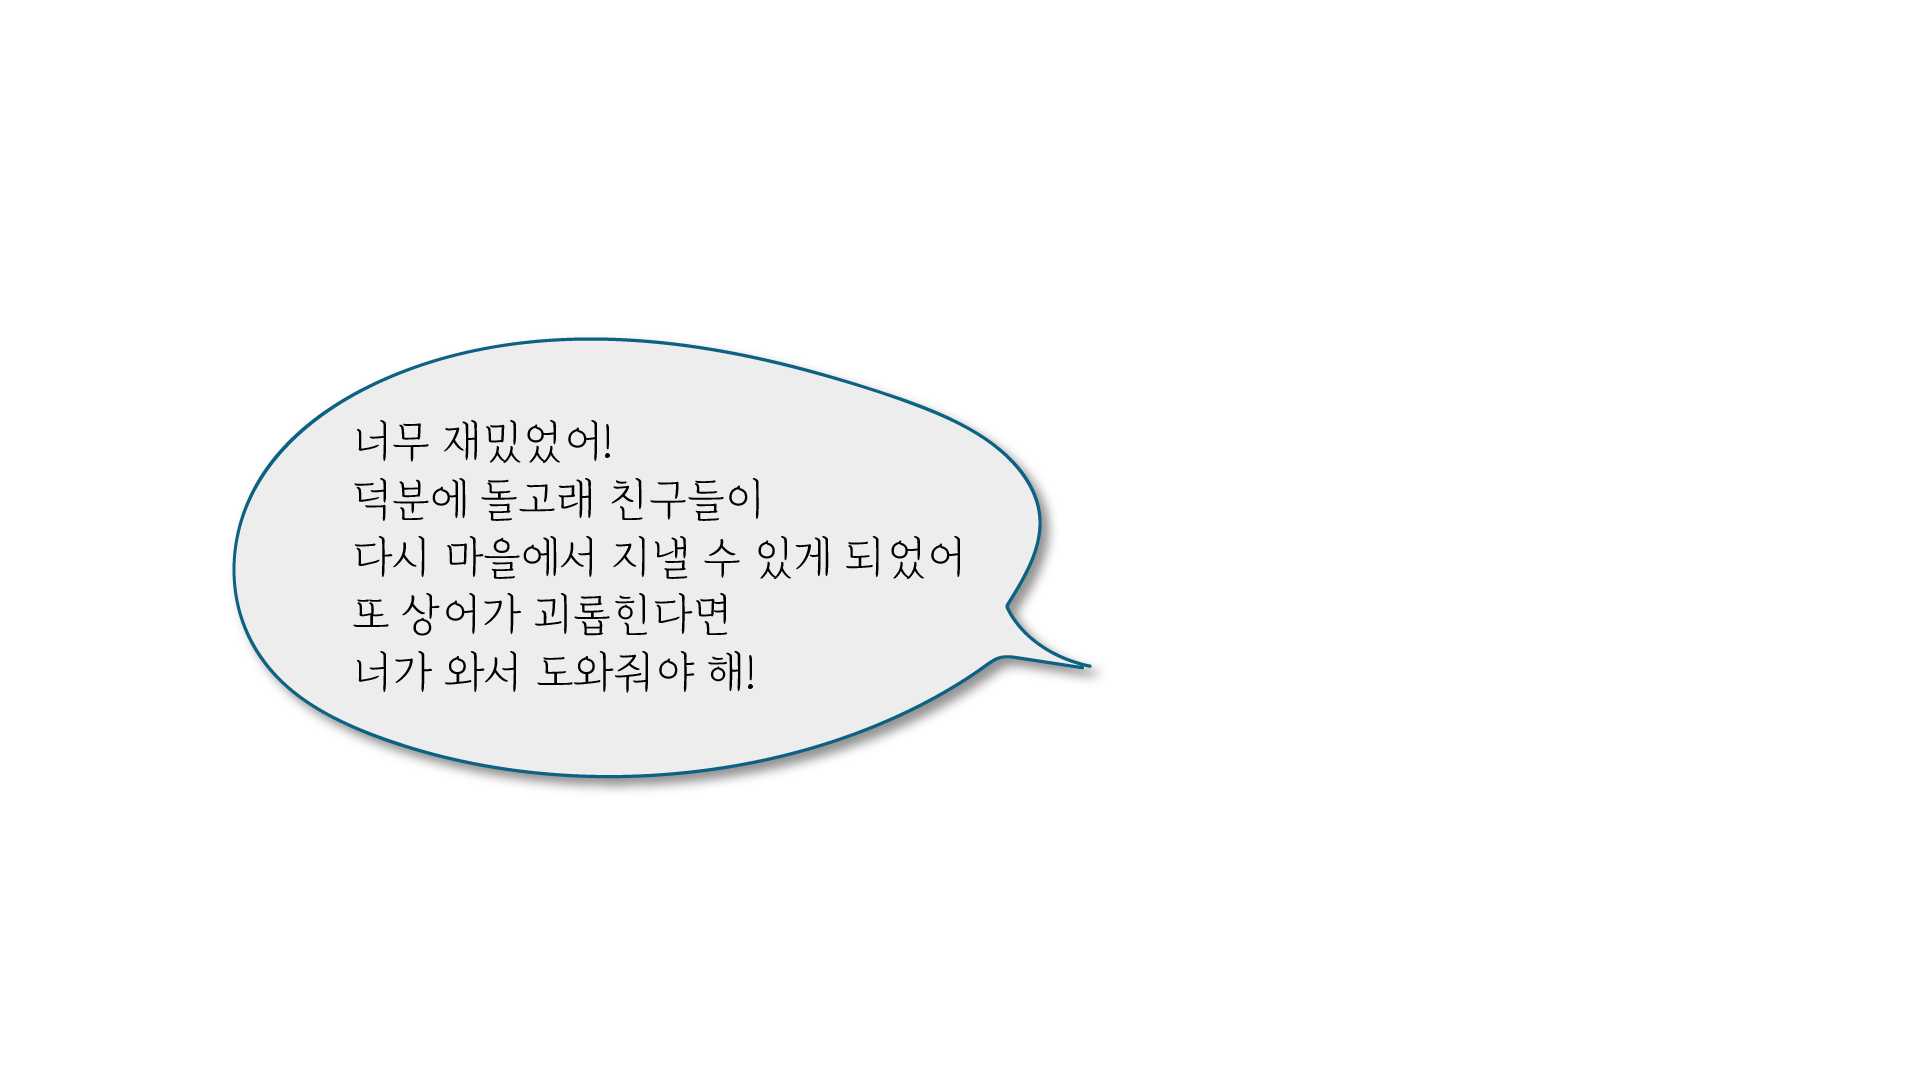 너무 재밌었어!
덕분에 돌고래 친구들이
다시 마을에서 지낼 수 있게 되었어
또 상어가 괴롭힌다면
너가 와서 도와줘야 해!